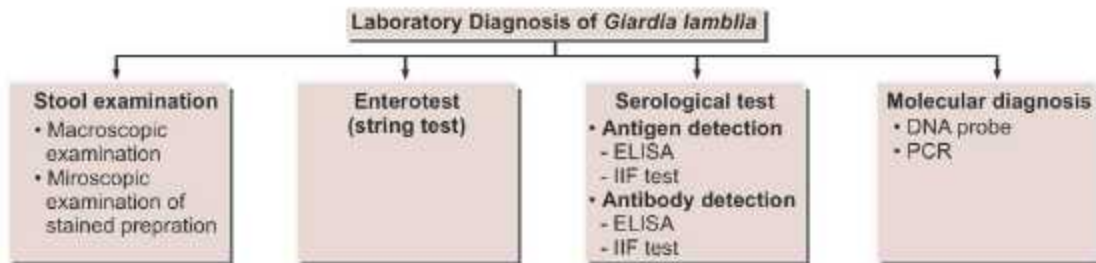 Laboratory Diagnosis of Giardia lamblia
Stool examination
• Macroscopic
examination
• Miroscopic
examination of
stained prepration
Enterotest
(string test)
Serological test
• Antigen detection
- ELISA
- IIF test
• Antibody detection
- ELISA
- IIF test
Molecular diagnosis
• DNA probe
• PCR